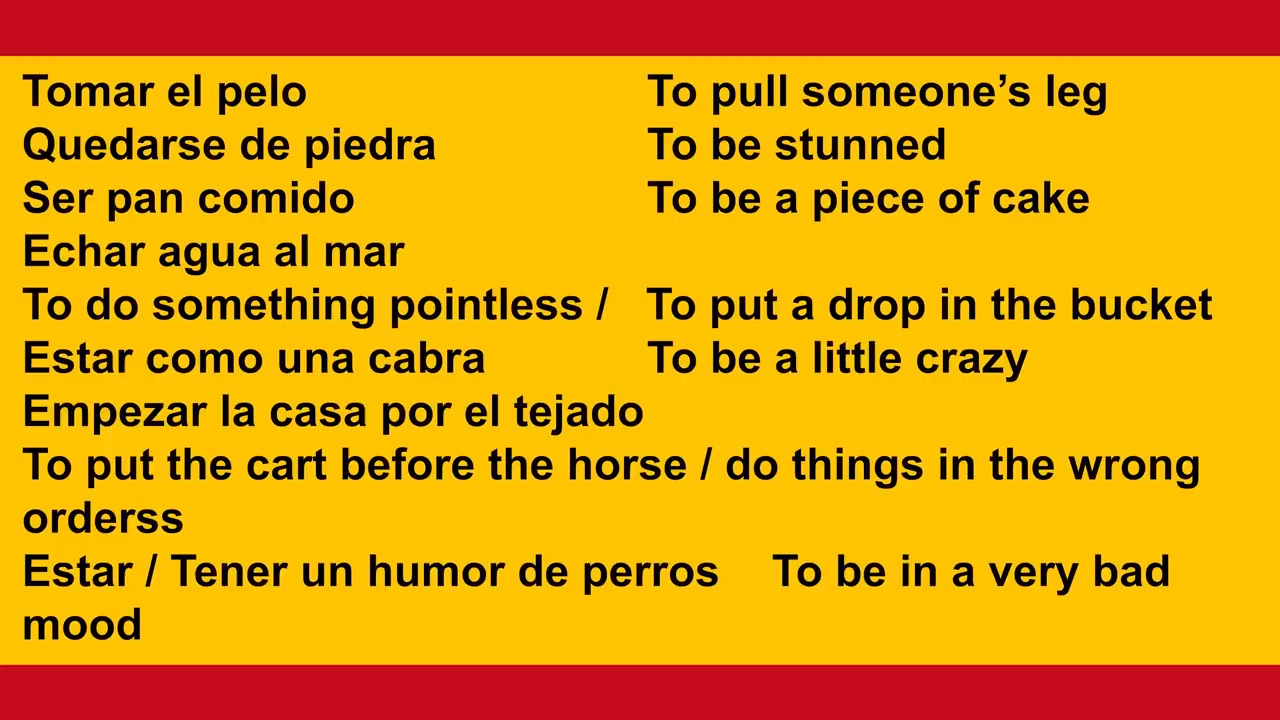 Tomar el pelo To pull someone’s leg
Quedarse de piedra To be stunned
Ser pan comido To be a piece of cake
Echar agua al mar
To do something pointless / To put a drop in the bucket
Estar como una cabra To be a little crazy
Empezar la casa por el tejado
To put the cart before the horse / do things in the wrong
orderss
Estar / Tener un humor de perros To be in a very bad
mood